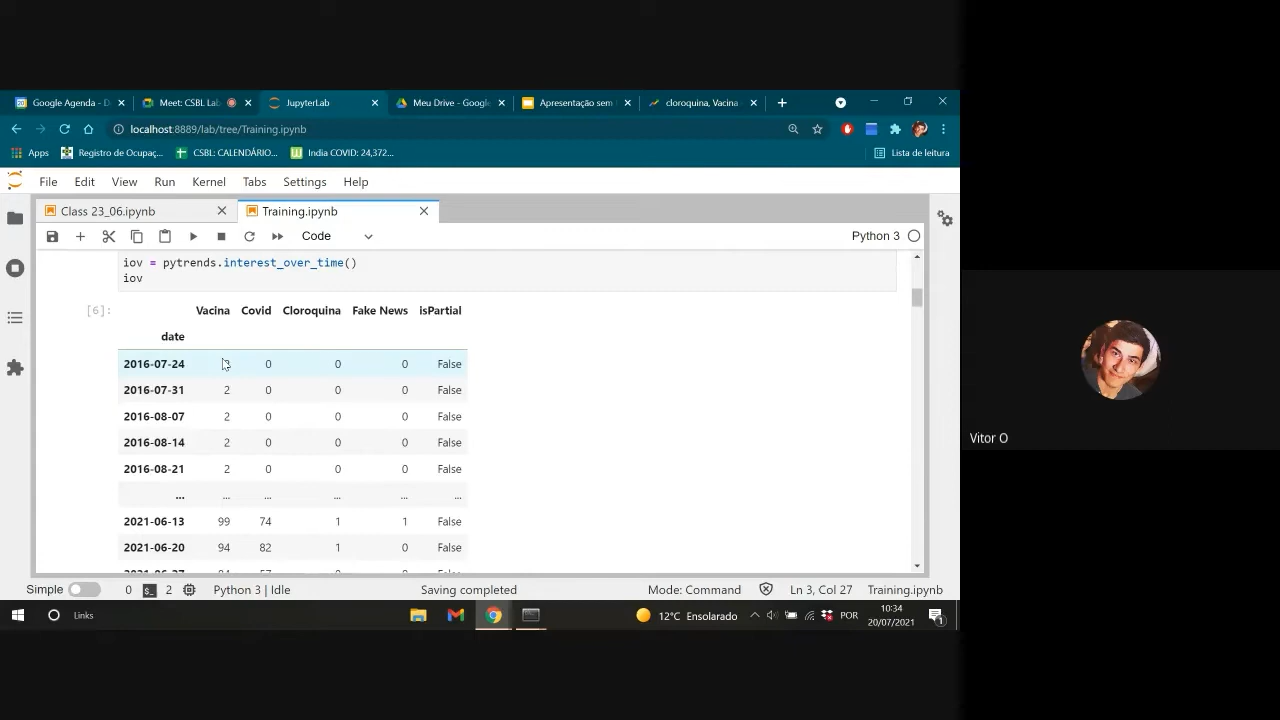 Google Agenda - D
Meet: CSBL Lab
JupyterLab
Meu Drive - Google
Apresentação sem
cloroquina, Vacina
localhost:8889/lab/tree/Training.ipynb
Apps
Registro de Ocupaç...
CSBL: CALENDÁRIO...
India COVID: 24,372...
Lista de leitura
File Edit View Run Kernel Tabs Settings Help
Class 23_06.ipynb
Training.ipynb
Code
Python 3
iov = pytrends.interest_over_time()
iov
[6]:
Vacina Covid Cloroquina Fake News isPartial
date
2016-07-24 0 0 0 False
2016-07-31 2 0 0 0 False
2016-08-07 2 0 0 0 False
2016-08-14 2 0 0 0 False
2016-08-21 2 0 0 0 False
... ... ... ... ... ...
2021-06-13 99 74 1 1 False
2021-06-20 94 82 1 0 False
Simple 0 2 Python 3 | Idle Saving completed Mode: Command Ln 3, Col 27 Training.ipynb
Links
12°C Ensolarado
POR
10:34
20/07/2021
1
Vitor O